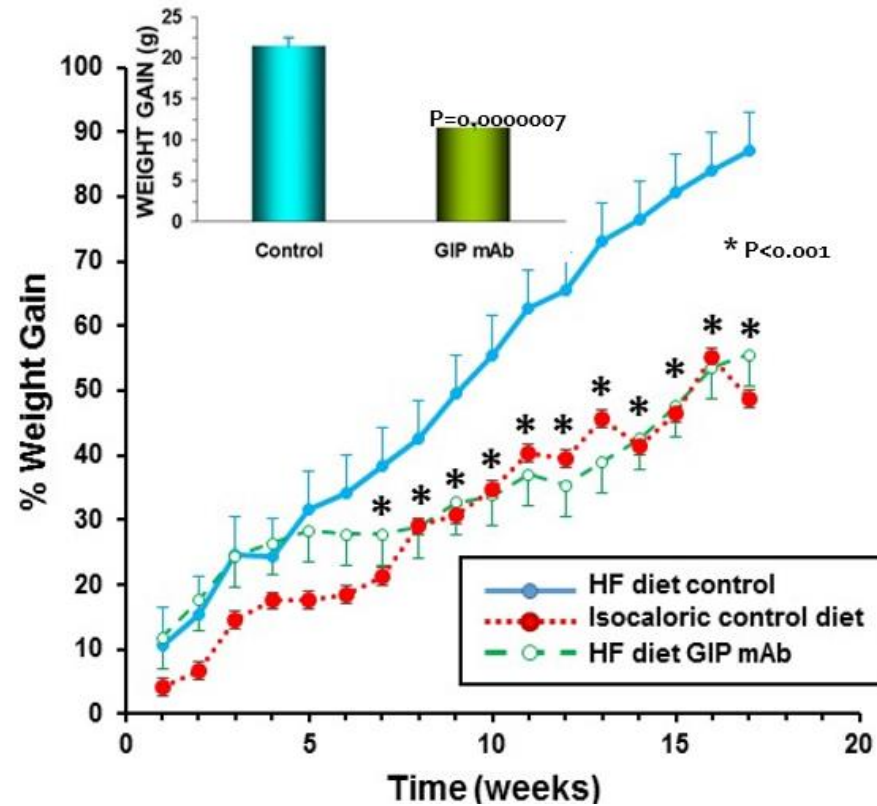 WEIGHT GAIN (g)
25
20
15
10
5
0
P=0.0000007
Control
GIP mAb
% Weight Gain
100
90
80
70
60
50
40
30
20
10
0
* P<0.001
* * * * * * * * * * *
HF diet control
Isocaloric control diet
HF diet GIP mAb
0 5 10 15 20
Time (weeks)